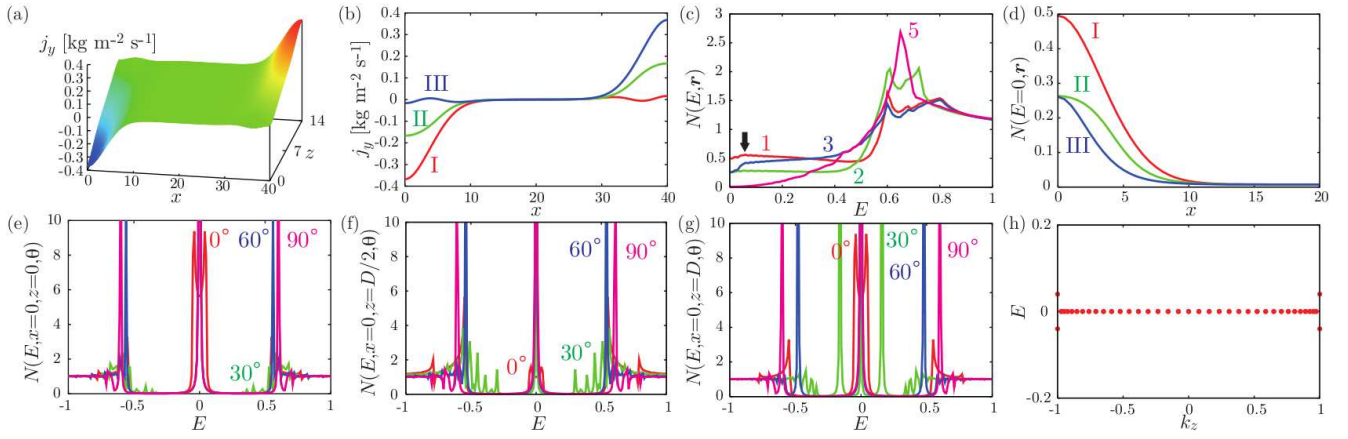 (a)
j_y [kg m-2 s-1]
0.4
0.3
0.2
0.1
0
-0.1
-0.2
-0.3
-0.4
0
10
20
30
40
x
0
7
14
z
(b)
j_y [kg m-2 s-1]
0.4
0.3
0.2
0.1
0
-0.1
-0.2
-0.3
-0.4
III
II
I
0 10 20 30 40
x
(c)
N(E,r)
3
2.5
2
1.5
1
0.5
0
1
3
2
5
0 0.2 0.4 0.6 0.8 1
E
(d)
N(E=0,r)
0.5
0.4
0.3
0.2
0.1
0
I
II
III
0 5 10 15 20
x
(e)
N(E,x=0,z=0,θ)
10
8
6
4
2
0
0° 60° 90°
30°
-1 -0.5 0 0.5 1
E
(f)
N(E,x=0,z=D/2,θ)
10
8
6
4
2
0
60° 90°
0° 30°
-1 -0.5 0 0.5 1
E
(g)
N(E,x=0,z=D,θ)
10
8
6
4
2
0
0° 30° 90°
60°
-1 -0.5 0 0.5 1
E
(h)
E
0.2
0
-0.2
-1 -0.5 0 0.5 1
k_z